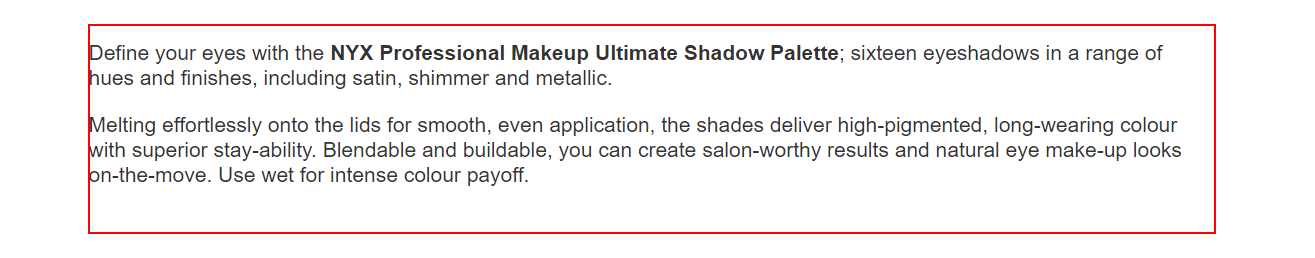 Define your eyes with the NYX Professional Makeup Ultimate Shadow Palette; sixteen eyeshadows in a range of
hues and finishes, including satin, shimmer and metallic.
Melting effortlessly onto the lids for smooth, even application, the shades deliver high-pigmented, long-wearing colour
with superior stay-ability. Blendable and buildable, you can create salon-worthy results and natural eye make-up looks
on-the-move. Use wet for intense colour payoff.